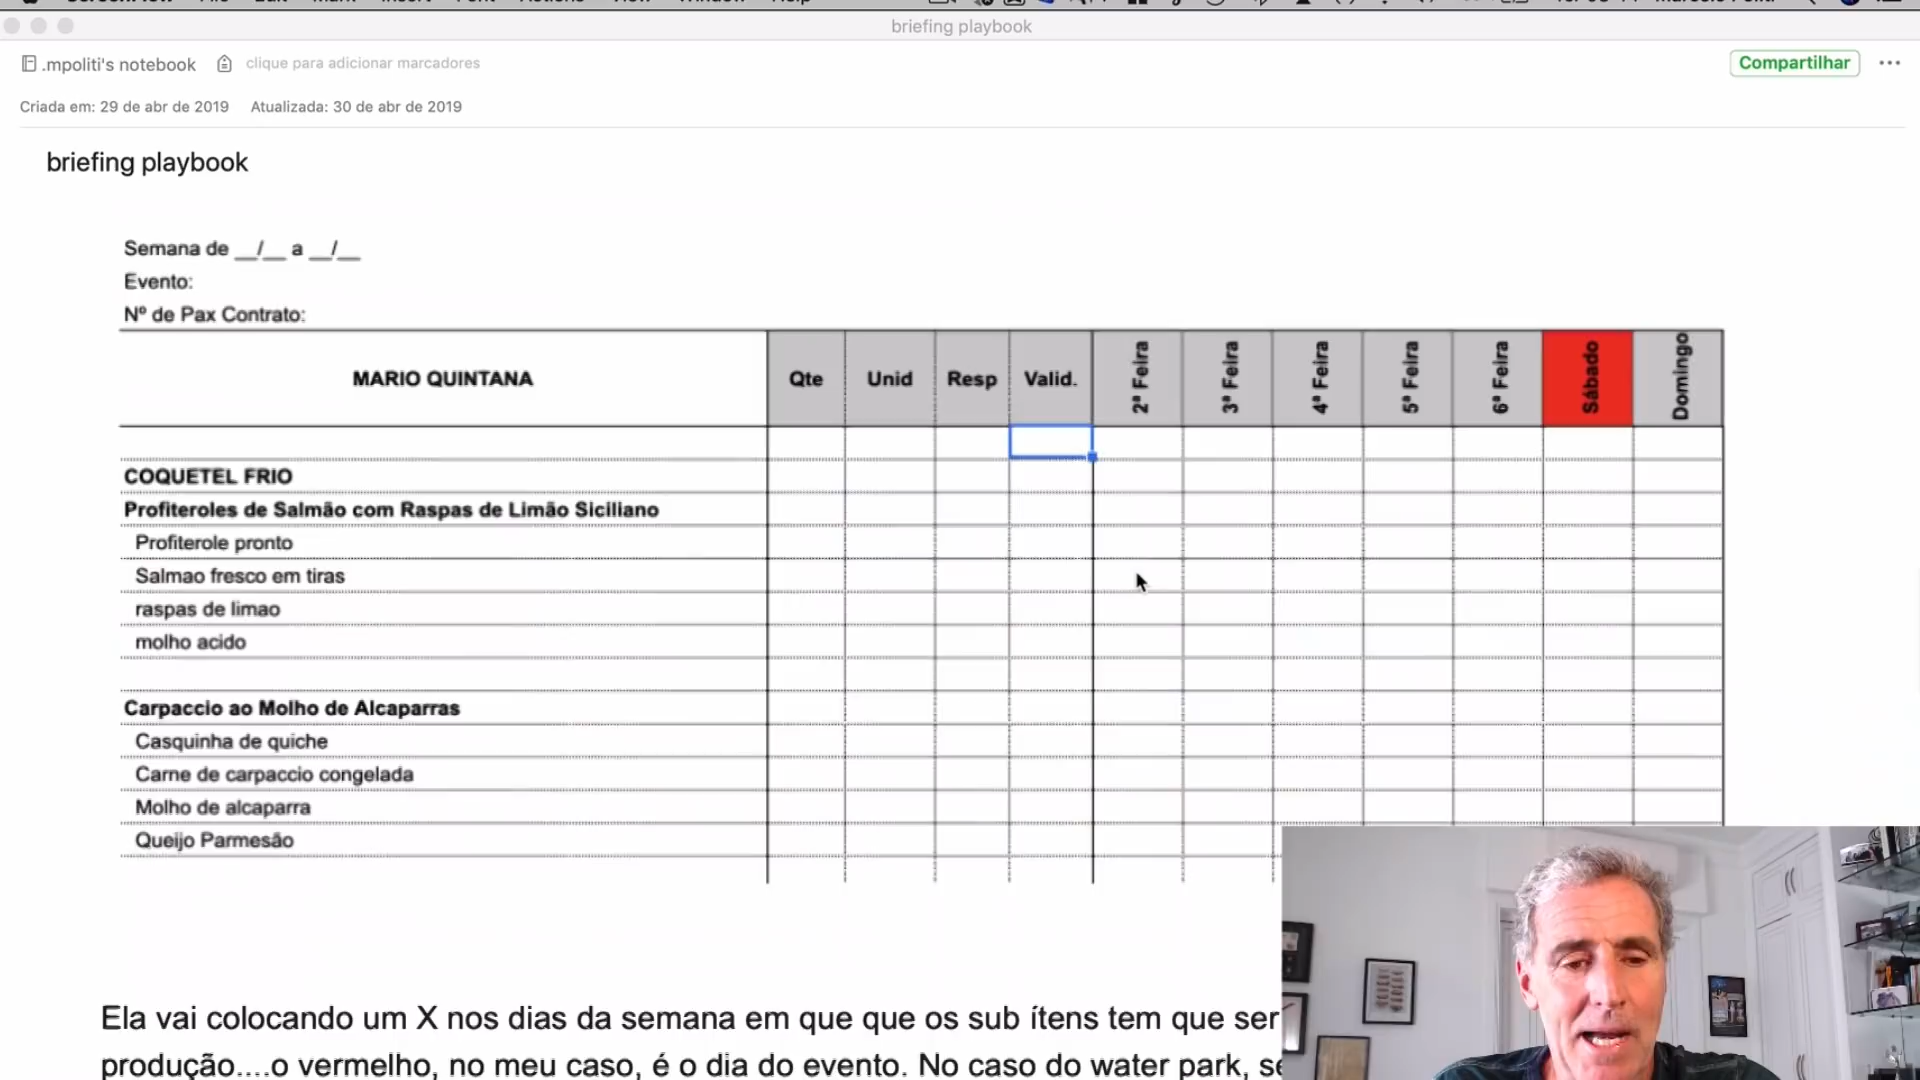 briefing playbook
.mpoliti's notebook clique para adicionar marcadores Compartilhar
Criada em: 29 de abr de 2019 Atualizada: 30 de abr de 2019
briefing playbook
Semana de __/__ a __/__
Evento:
Nº de Pax Contrato:
MARIO QUINTANA Qte Unid Resp Valid. 2ª Feira 3ª Feira 4ª Feira 5ª Feira 6ª Feira Sábado Domingo
COQUETEL FRIO
Profiteroles de Salmão com Raspas de Limão Siciliano
Profiterole pronto
Salmao fresco em tiras
raspas de limao
molho acido
Carpaccio ao Molho de Alcaparras
Casquinha de quiche
Carne de carpaccio congelada
Molho de alcaparra
Queijo Parmesão
Ela vai colocando um X nos dias da semana em que que os sub ítens tem que ser
produção....o vermelho, no meu caso, é o dia do evento. No caso do water park, se